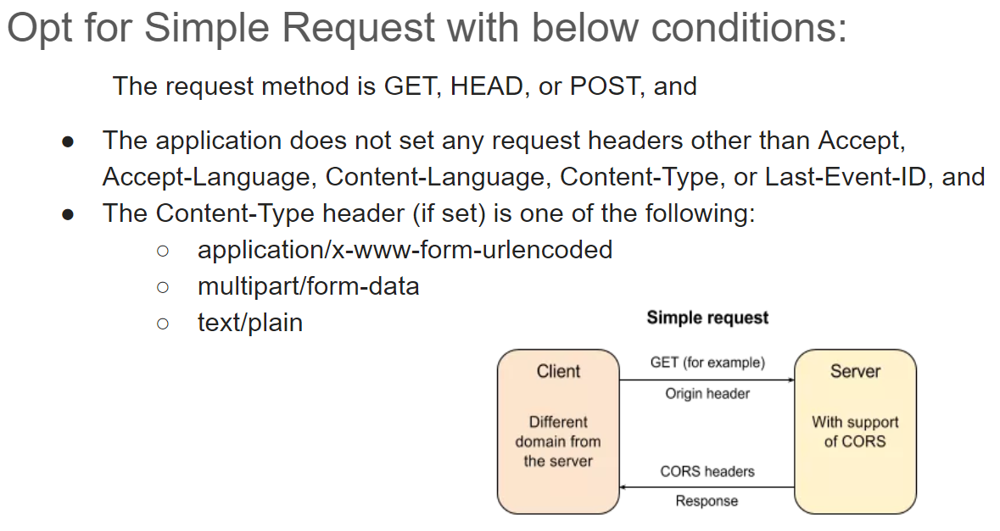 Opt for Simple Request with below conditions:
The request method is GET, HEAD, or POST, and
● The application does not set any request headers other than Accept,
Accept-Language, Content-Language, Content-Type, or Last-Event-ID, and
● The Content-Type header (if set) is one of the following:
○ application/x-www-form-urlencoded
○ multipart/form-data
○ text/plain
Simple request
Client
Different
domain from
the server
GET (for example)
Origin header
CORS headers
Response
Server
With support
of CORS